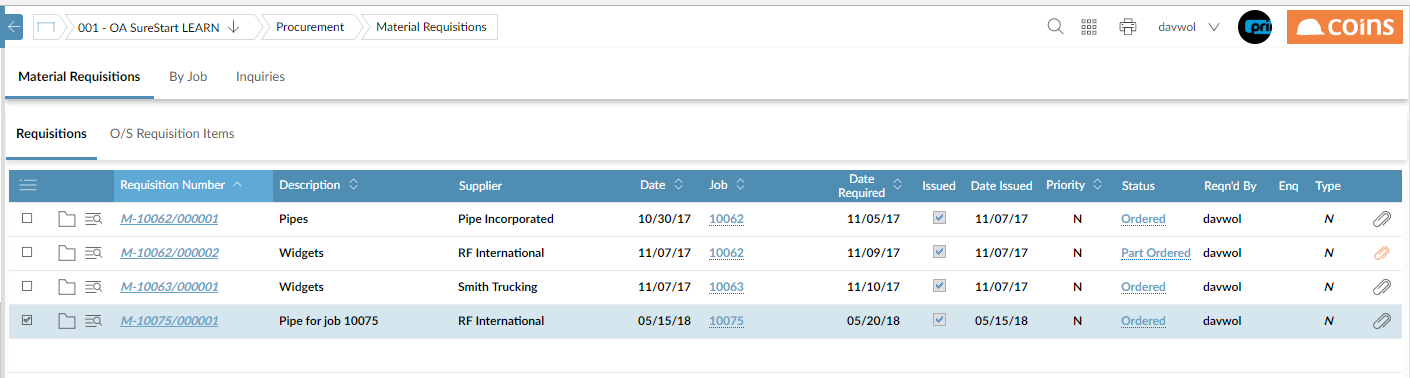 001 - OA SureStart LEARN Procurement Material Requisitions davwol pri coins
Material Requisitions By Job Inquiries
Requisitions O/S Requisition Items
Requisition Number Description Supplier Date Job Date Required Issued Date Issued Priority Status Reqn'd By Enq Type
M-10062/000001 Pipes Pipe Incorporated 10/30/17 10062 11/05/17 11/07/17 N Ordered davwol N
M-10062/000002 Widgets RF International 11/07/17 10062 11/09/17 11/07/17 N Part Ordered davwol N
M-10063/000001 Widgets Smith Trucking 11/07/17 10063 11/10/17 11/07/17 N Ordered davwol N
M-10075/000001 Pipe for job 10075 RF International 05/15/18 10075 05/20/18 05/15/18 N Ordered davwol N